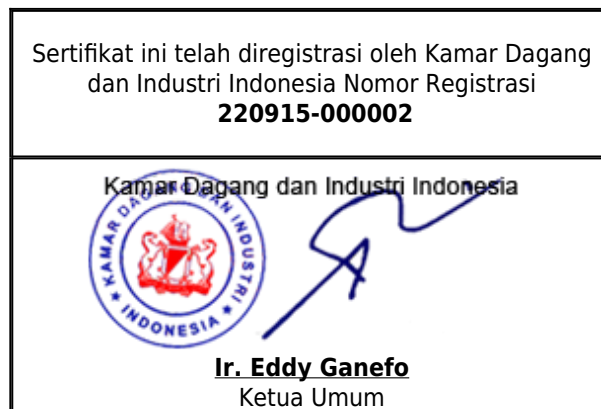 Sertifikat ini telah diregistrasi oleh Kamar Dagang
dan Industri Indonesia Nomor Registrasi
220915-000002
Kamar Dagang dan Industri Indonesia
KAMAR DAGANG DAN INDUSTRI
INDONESIA
Ir. Eddy Ganefo
Ketua Umum